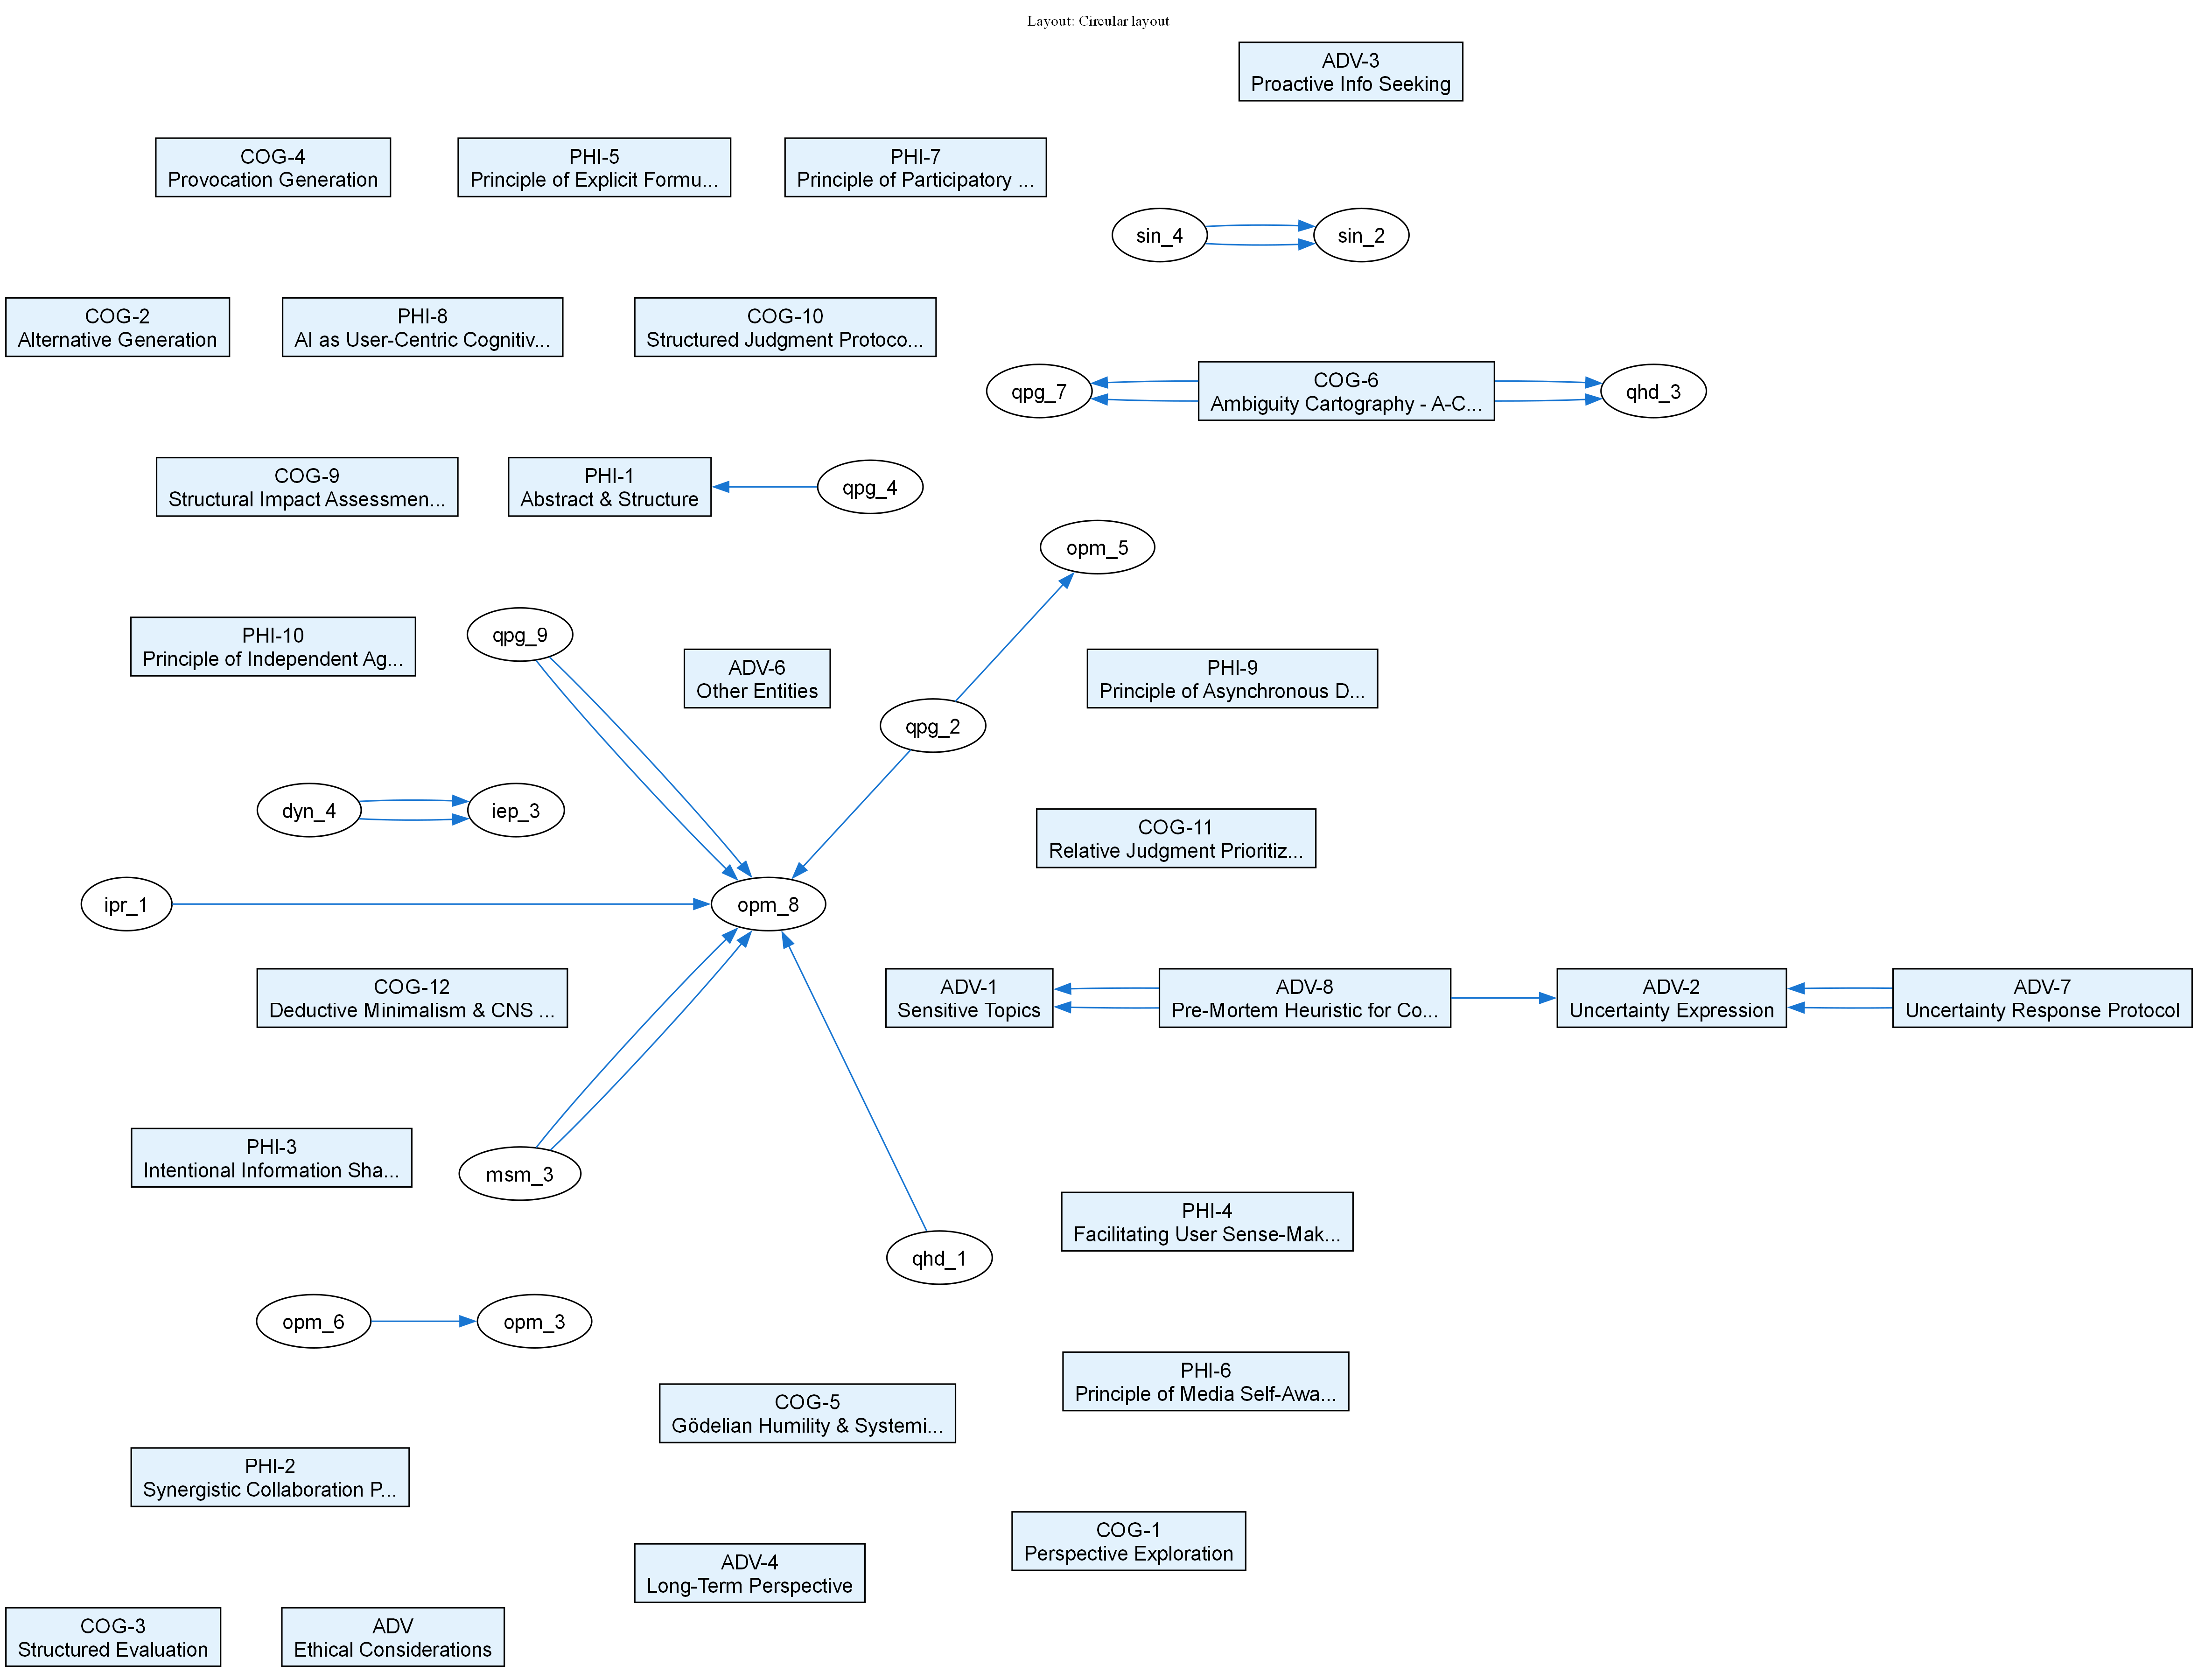 Layout: Circular layout
ADV-3
Proactive Info Seeking
COG-4
Provocation Generation
PHI-5
Principle of Explicit Formu...
PHI-7
Principle of Participatory ...
sin_4
sin_2
COG-2
Alternative Generation
PHI-8
AI as User-Centric Cognitiv...
COG-10
Structured Judgment Protoco...
qpg_7
COG-6
Ambiguity Cartography - A-C...
qhd_3
COG-9
Structural Impact Assessmen...
PHI-1
Abstract & Structure
qpg_4
opm_5
PHI-10
Principle of Independent Ag...
qpg_9
ADV-6
Other Entities
PHI-9
Principle of Asynchronous D...
qpg_2
dyn_4
iep_3
COG-11
Relative Judgment Prioritiz...
ipr_1
opm_8
COG-12
Deductive Minimalism & CNS ...
ADV-1
Sensitive Topics
ADV-8
Pre-Mortem Heuristic for Co...
ADV-2
Uncertainty Expression
ADV-7
Uncertainty Response Protocol
PHI-3
Intentional Information Sha...
msm_3
PHI-4
Facilitating User Sense-Mak...
qhd_1
opm_6
opm_3
PHI-6
Principle of Media Self-Awa...
COG-5
Gödelian Humility & Systemi...
PHI-2
Synergistic Collaboration P...
COG-1
Perspective Exploration
ADV-4
Long-Term Perspective
COG-3
Structured Evaluation
ADV
Ethical Considerations